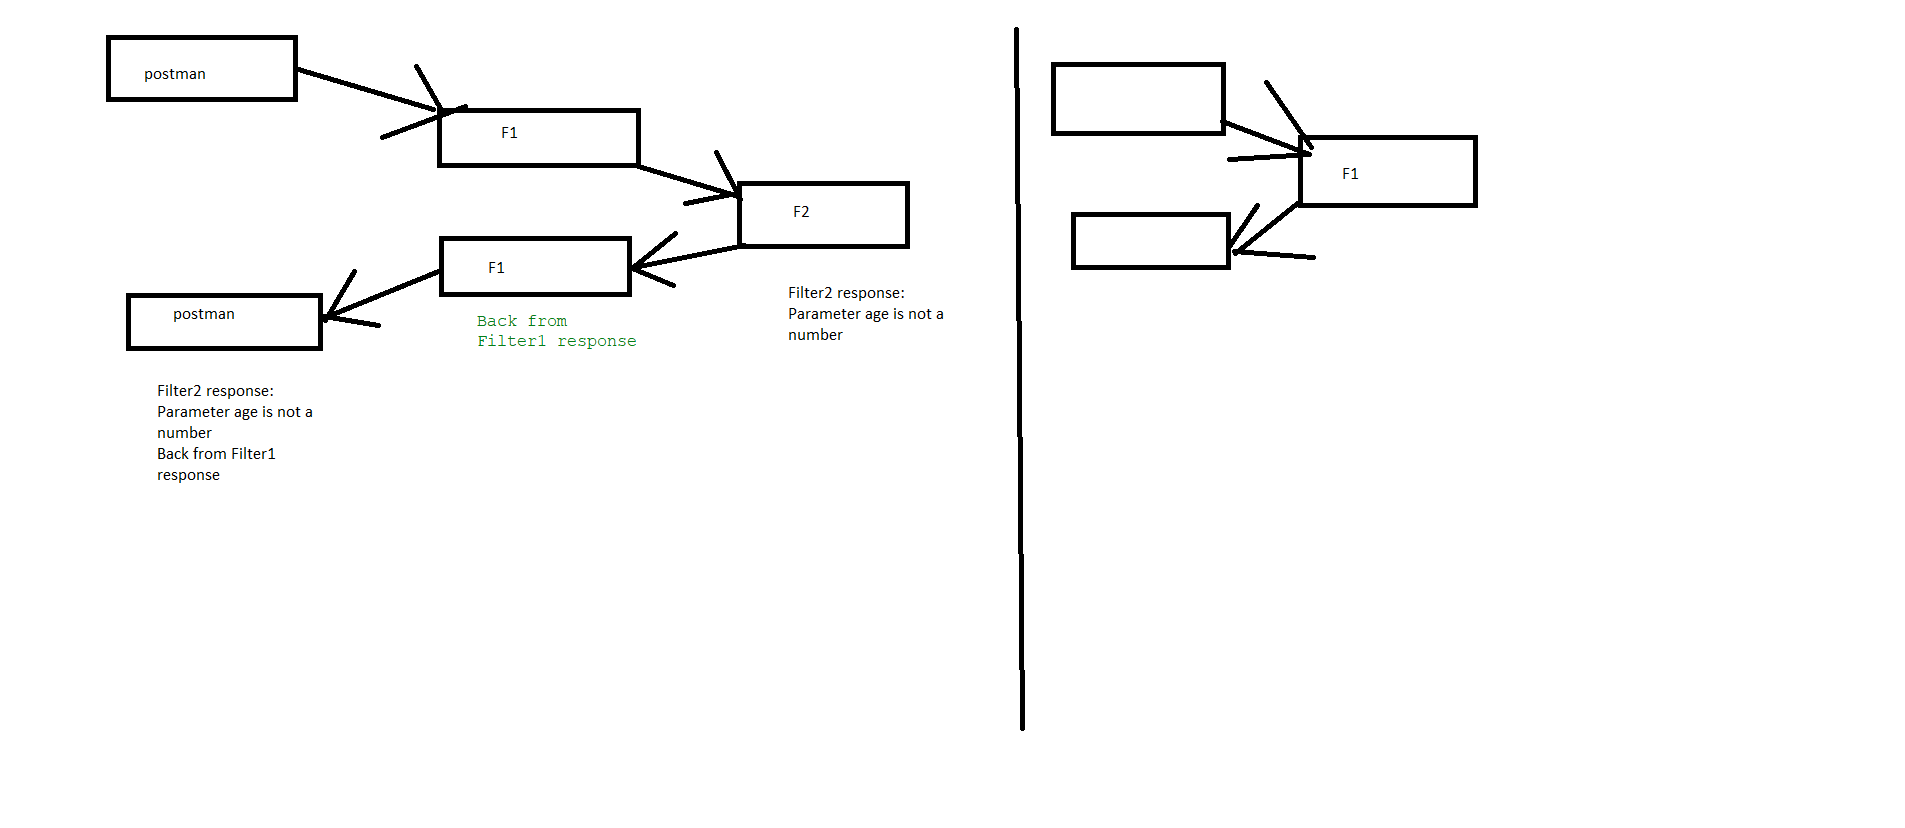 postman
F1
F2
F1
postman
Back from
Filter1 response
Filter2 response:
Parameter age is not a
number
Filter2 response:
Parameter age is not a
number
Back from Filter1
response
F1